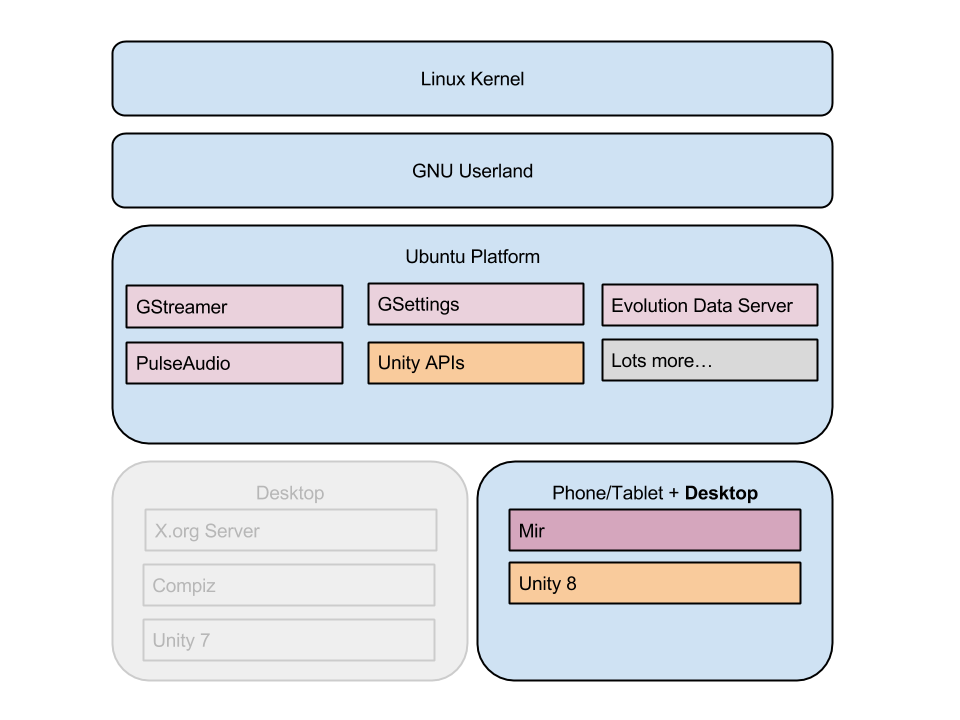 Linux Kernel
GNU Userland
Ubuntu Platform
GStreamer
GSettings
Evolution Data Server
PulseAudio
Unity APIs
Lots more…
Desktop
X.org Server
Compiz
Unity 7
Phone/Tablet + Desktop
Mir
Unity 8